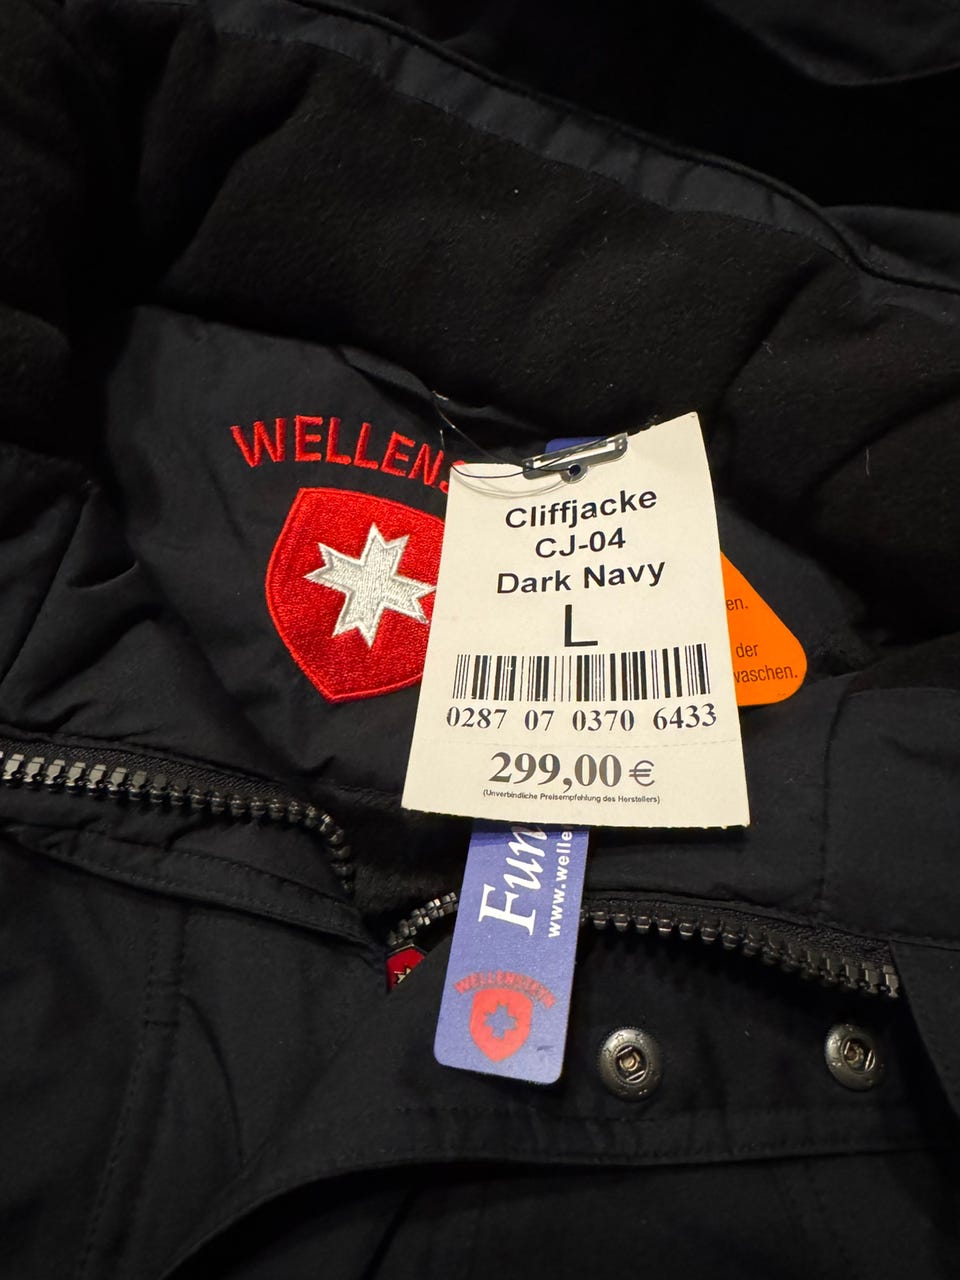 WELLENS
Cliffjacke
CJ-04
Dark Navy
L
0287 07 0370 6433
299,00 €
(Unverbindliche Preisempfehlung des Herstellers)
en.
der
waschen.
Fun
www.welle
WELLENSTEYN